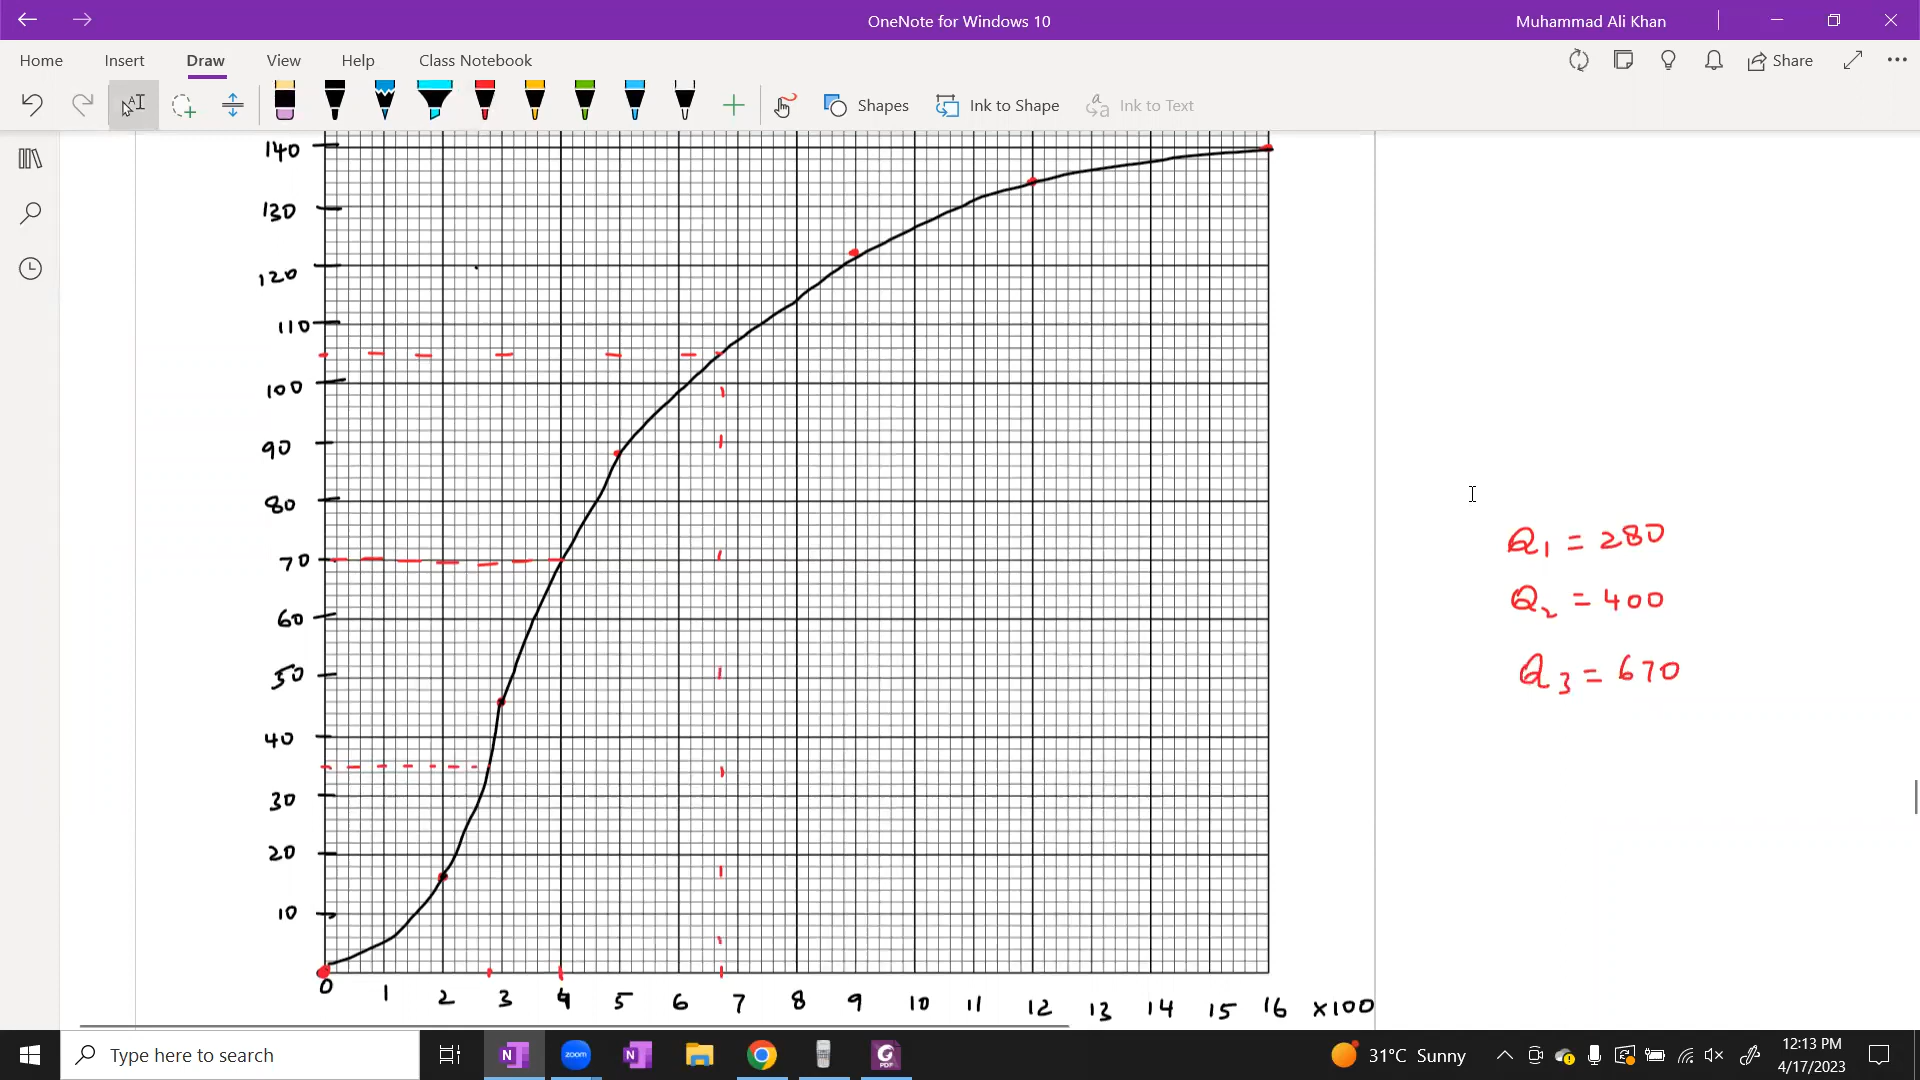 OneNote for Windows 10
Muhammad Ali Khan
Home Insert Draw View Help Class Notebook
Share
Shapes
Ink to Shape
Ink to Text
140
130
120
110
100
90
80
70
60
50
40
30
20
10
0 1 2 3 4 5 6 7 8 9 10 11 12 13 14 15 16 x100
Q1 = 280
Q2 = 400
Q3 = 670
Type here to search
zoom
PDF
31°C Sunny
12:13 PM
4/17/2023